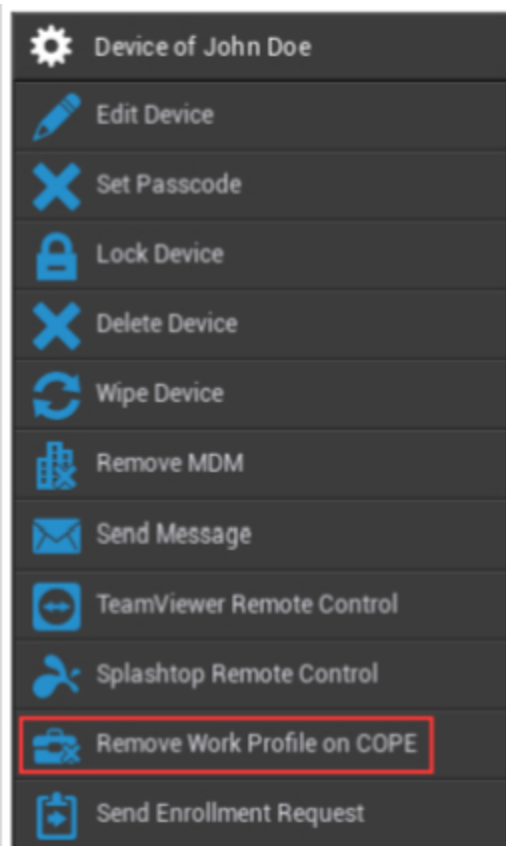 Device of John Doe
Edit Device
Set Passcode
Lock Device
Delete Device
Wipe Device
Remove MDM
Send Message
TeamViewer Remote Control
Splashtop Remote Control
Remove Work Profile on COPE
Send Enrollment Request